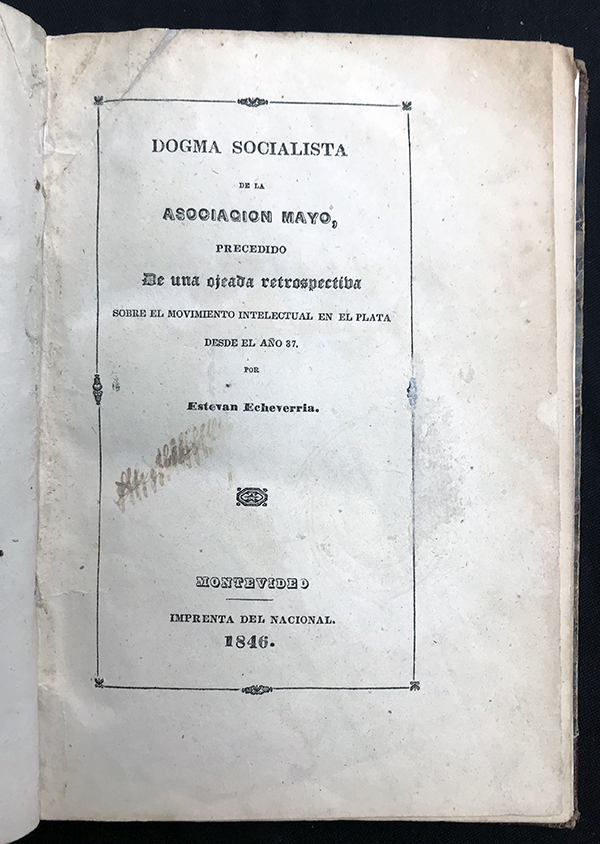 DOGMA SOCIALISTA
DE LA
ASOCIACION MAYO,
PRECEDIDO
De una ojeada retrospectiva
SOBRE EL MOVIMIENTO INTELECTUAL EN EL PLATA
DESDE EL AÑO 37.
POR
Estevan Echeverria.
MONTEVIDEO
IMPRENTA DEL NACIONAL.
1846.